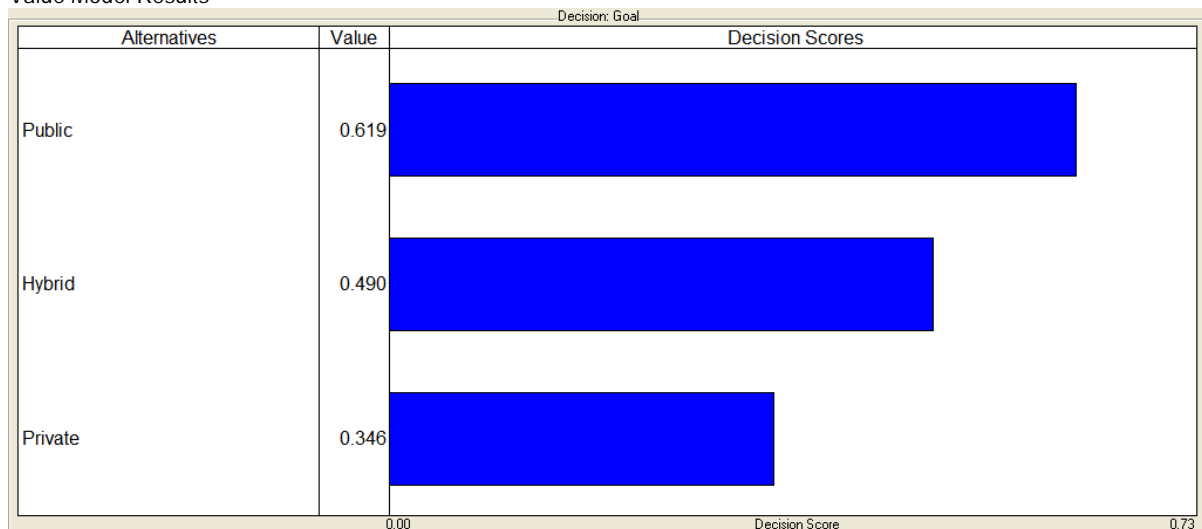 Value Model Results
Decision: Goal
Alternatives Value Decision Scores
Public 0.619
Hybrid 0.490
Private 0.346
0.00 Decision Score 0.73